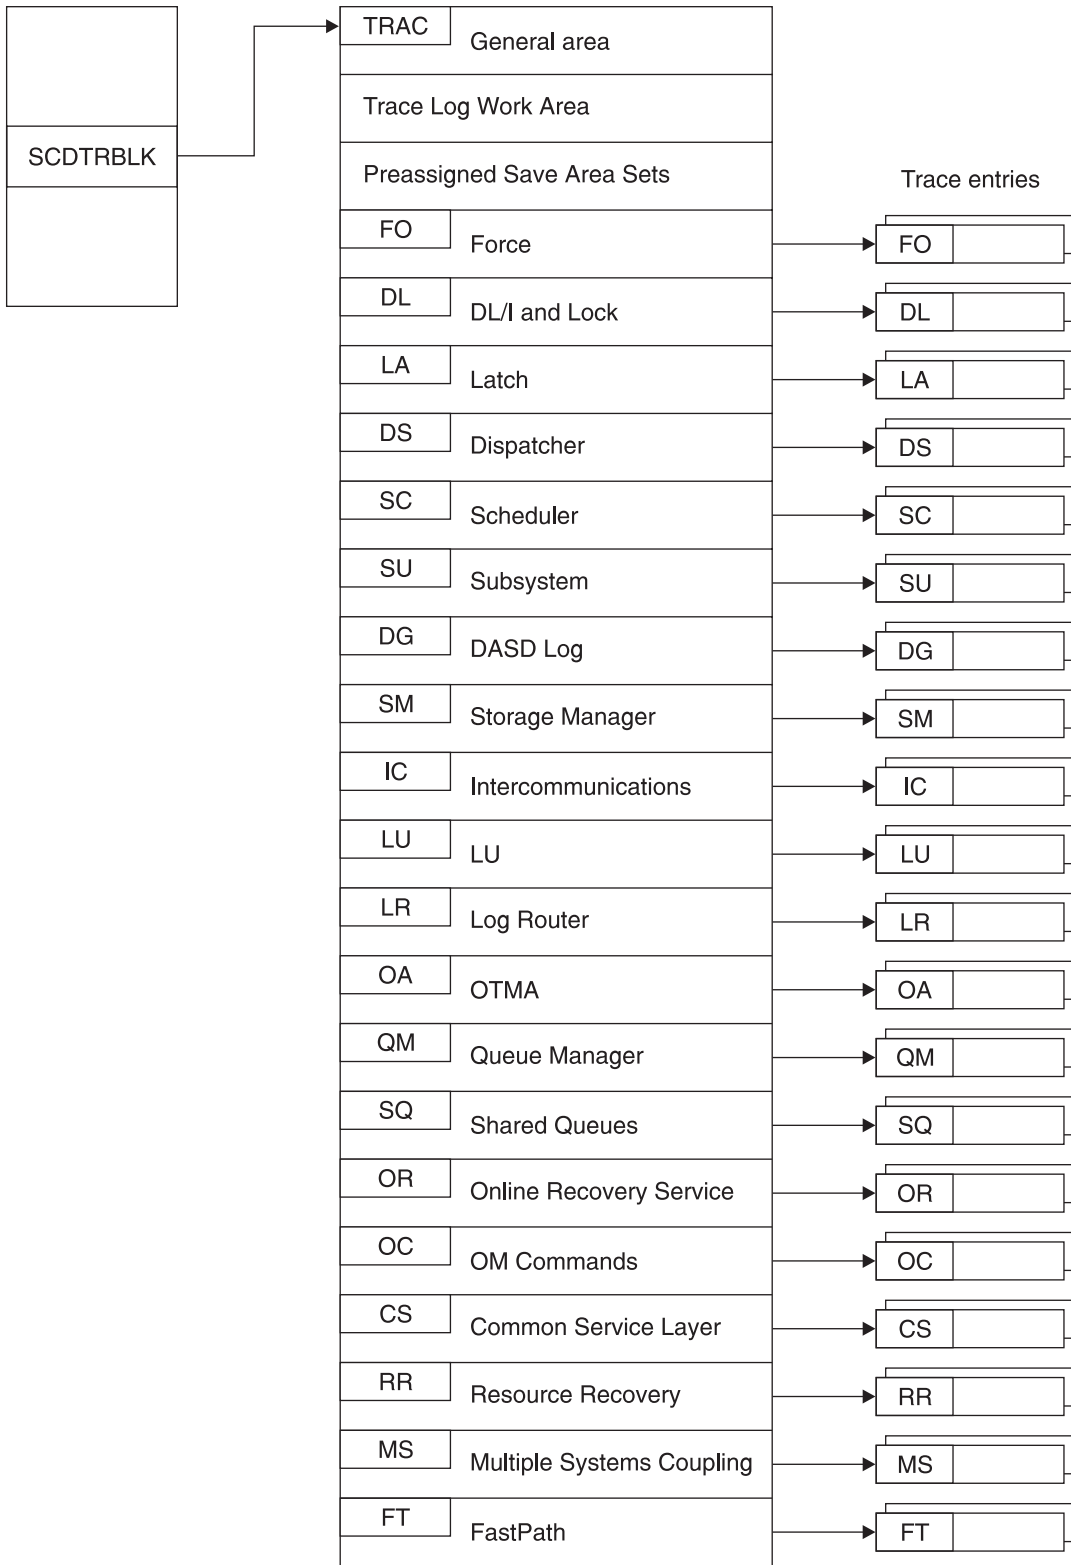 TRAC
General area
Trace Log Work Area
SCDTRBLK
Preassigned Save Area Sets
Trace entries
FO
Force
FO
DL
DL/I and Lock
DL
LA
Latch
LA
DS
Dispatcher
DS
SC
Scheduler
SC
SU
Subsystem
SU
DG
DASD Log
DG
SM
Storage Manager
SM
IC
Intercommunications
IC
LU
LU
LU
LR
Log Router
LR
OA
OTMA
OA
QM
Queue Manager
QM
SQ
Shared Queues
SQ
OR
Online Recovery Service
OR
OC
OM Commands
OC
CS
Common Service Layer
CS
RR
Resource Recovery
RR
MS
Multiple Systems Coupling
MS
FT
FastPath
FT